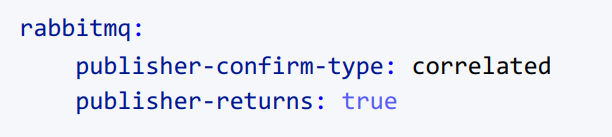 rabbitmq:
    publisher-confirm-type: correlated
    publisher-returns: true